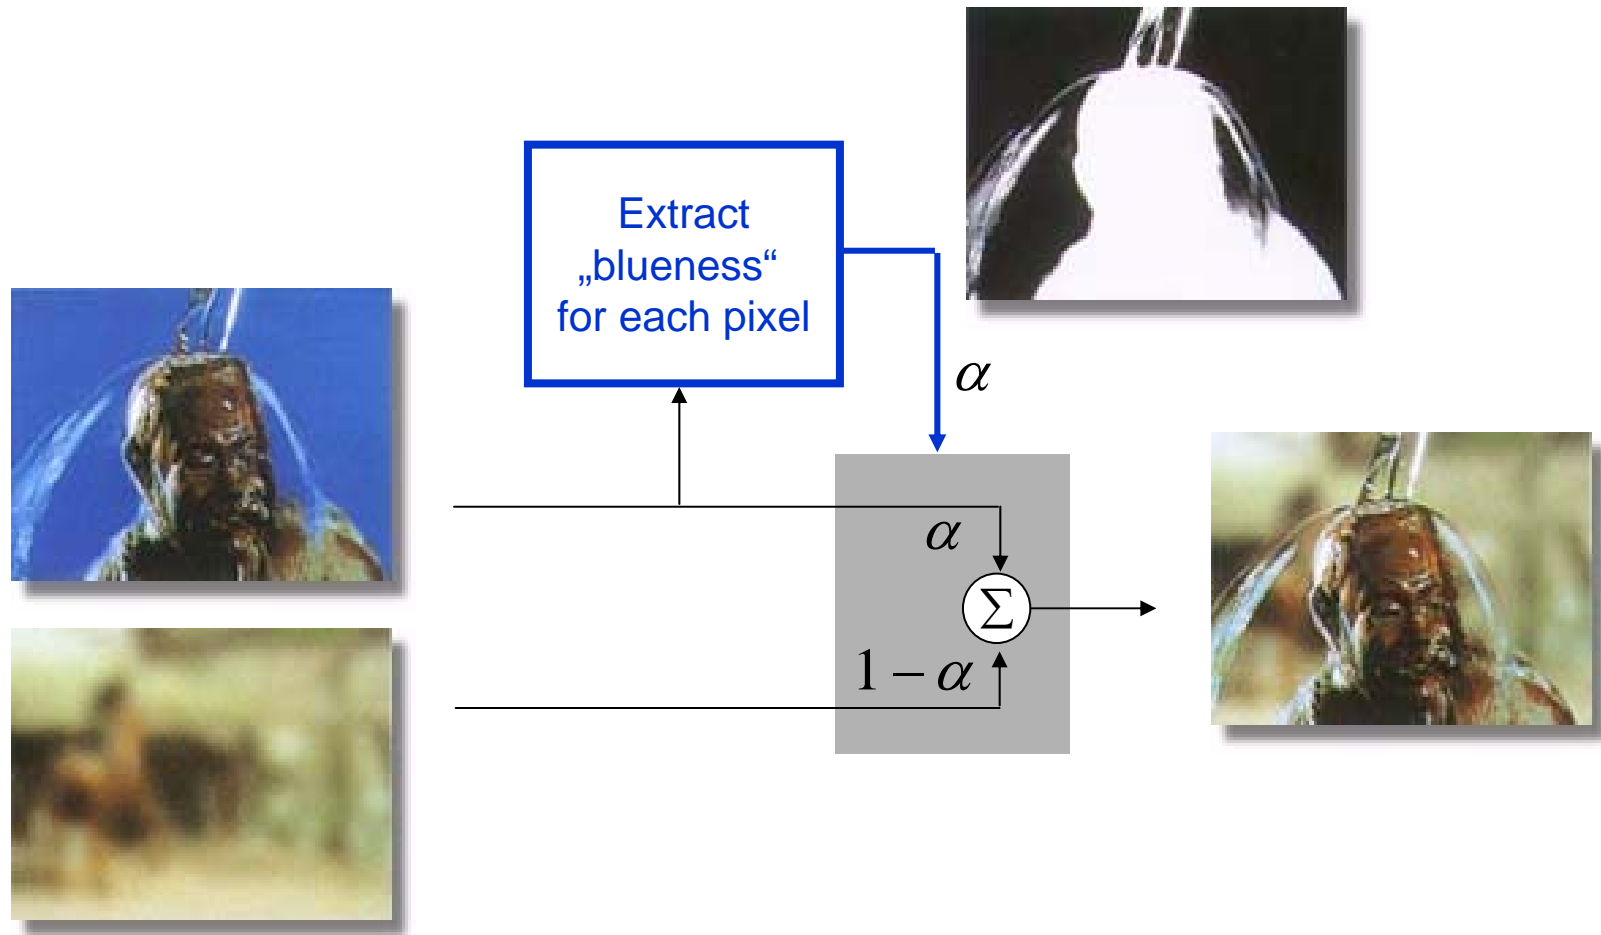 Extract
„blueness“
for each pixel
α
α
Σ
1 – α